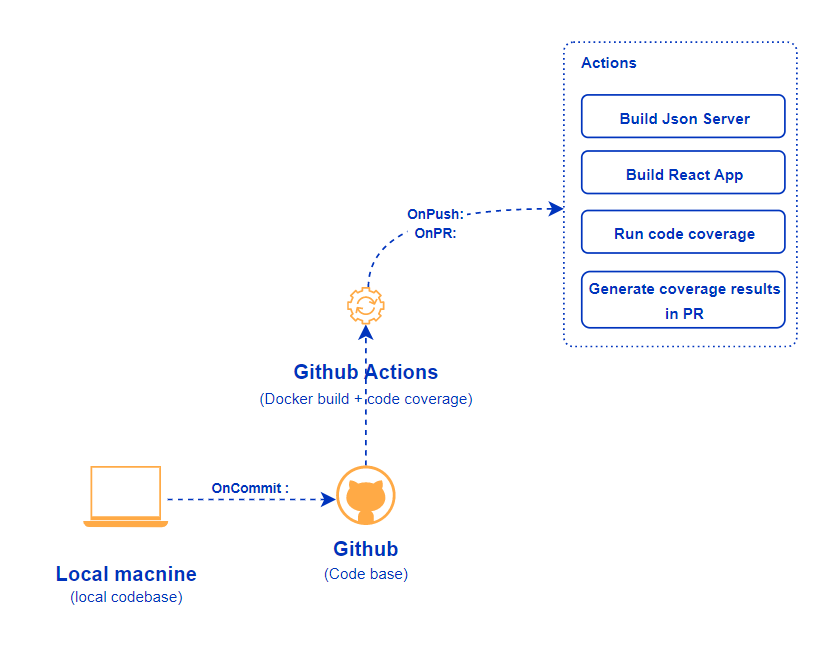 Actions
Build Json Server
Build React App
Run code coverage
Generate coverage results
in PR
OnPush:
OnPR:
Github Actions
(Docker build + code coverage)
OnCommit :
Github
(Code base)
Local macnine
(local codebase)